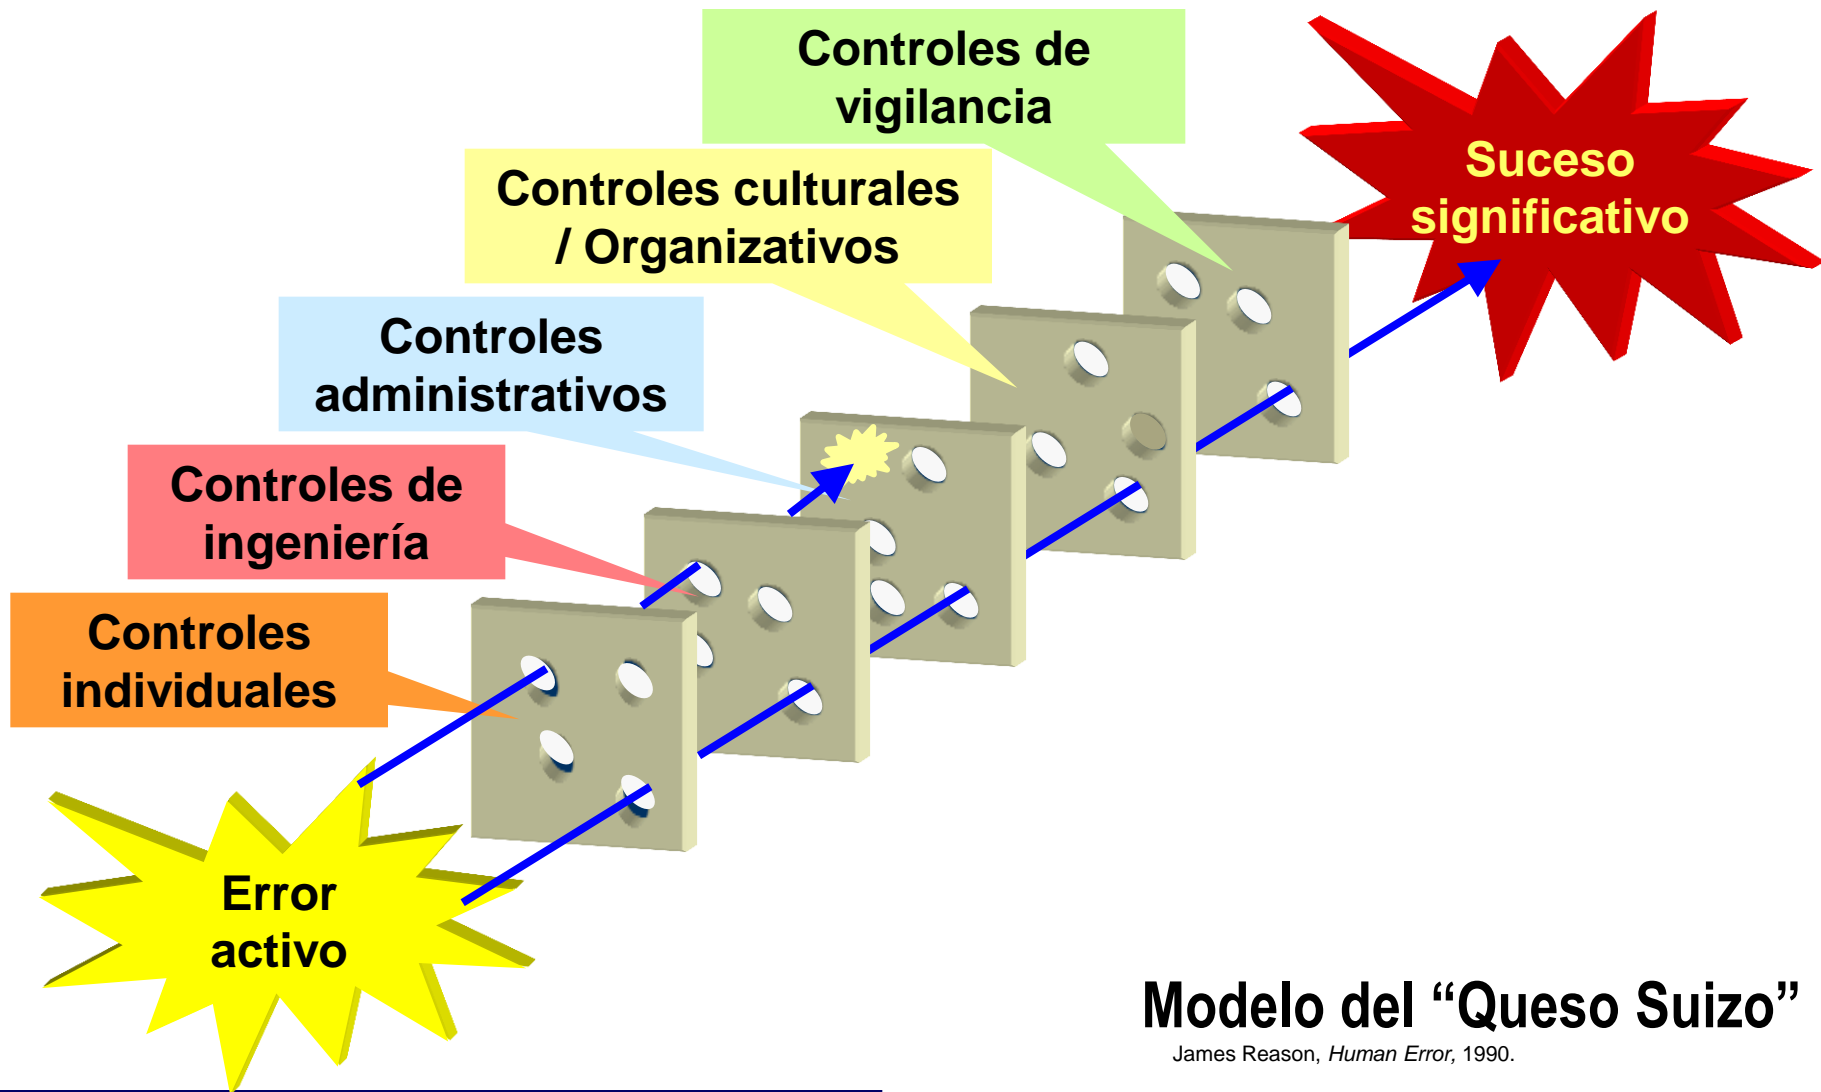 Controles de
vigilancia
Suceso
significativo
Controles culturales
/ Organizativos
Controles
administrativos
Controles de
ingeniería
Controles
individuales
Error
activo
Modelo del “Queso Suizo”
James Reason, Human Error, 1990.